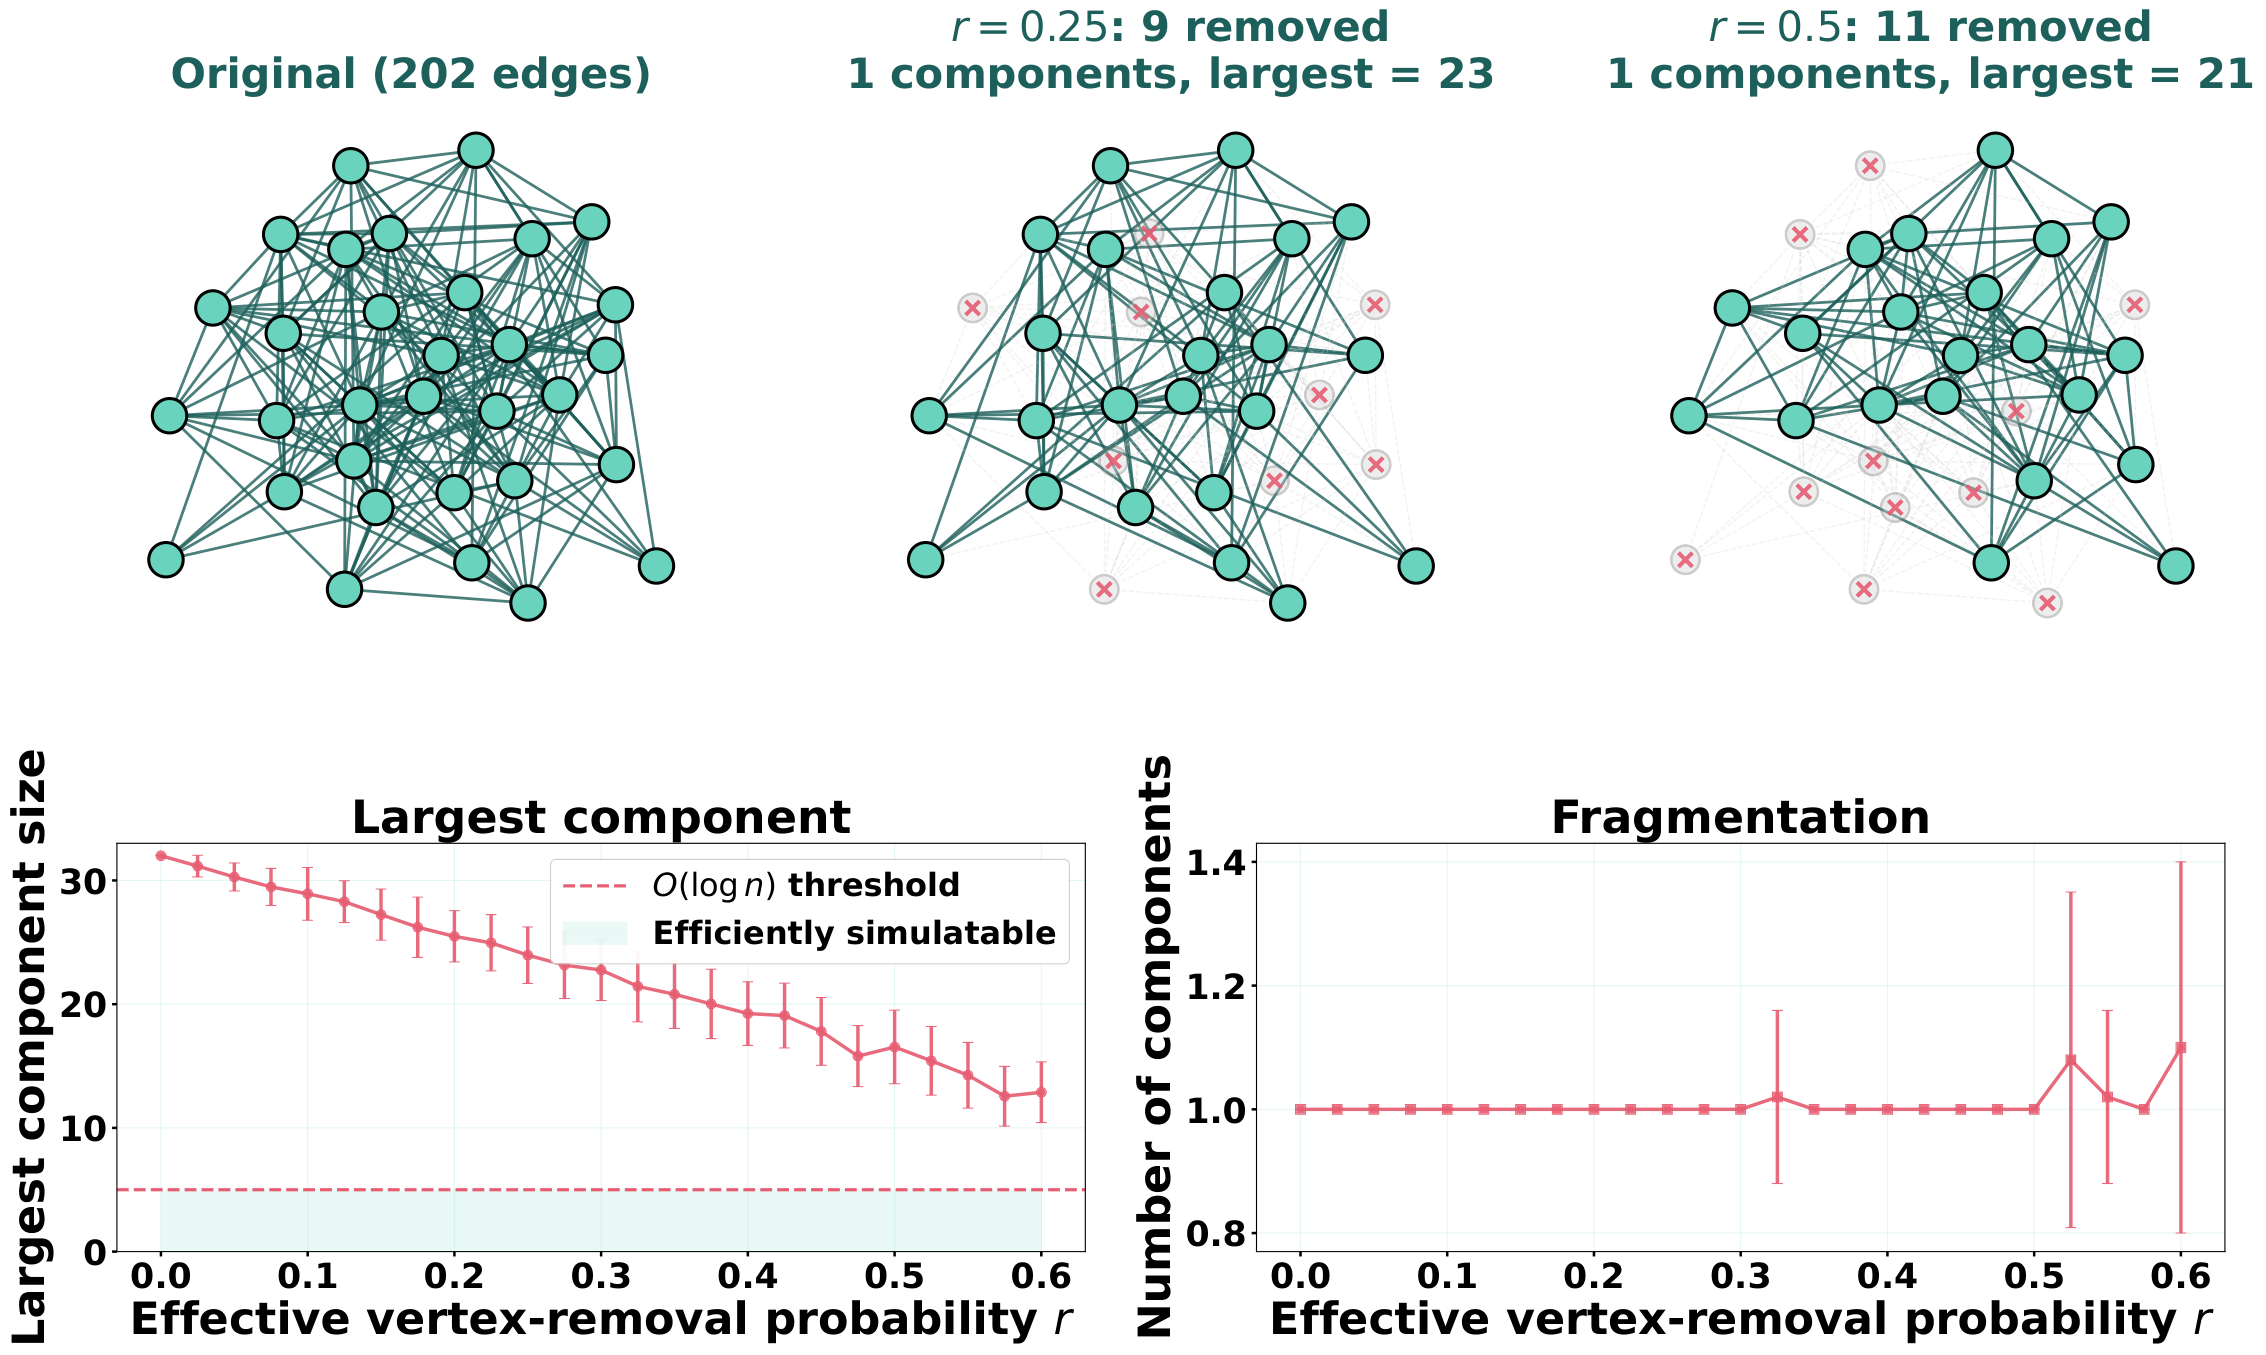 Original (202 edges)
r = 0.25: 9 removed
1 components, largest = 23
r = 0.5: 11 removed
1 components, largest = 21
Largest component
Largest component size
30
20
10
0
O(log n) threshold
Efficiently simulatable
0.0 0.1 0.2 0.3 0.4 0.5 0.6
Effective vertex-removal probability r
Fragmentation
Number of components
1.4
1.2
1.0
0.8
0.0 0.1 0.2 0.3 0.4 0.5 0.6
Effective vertex-removal probability r